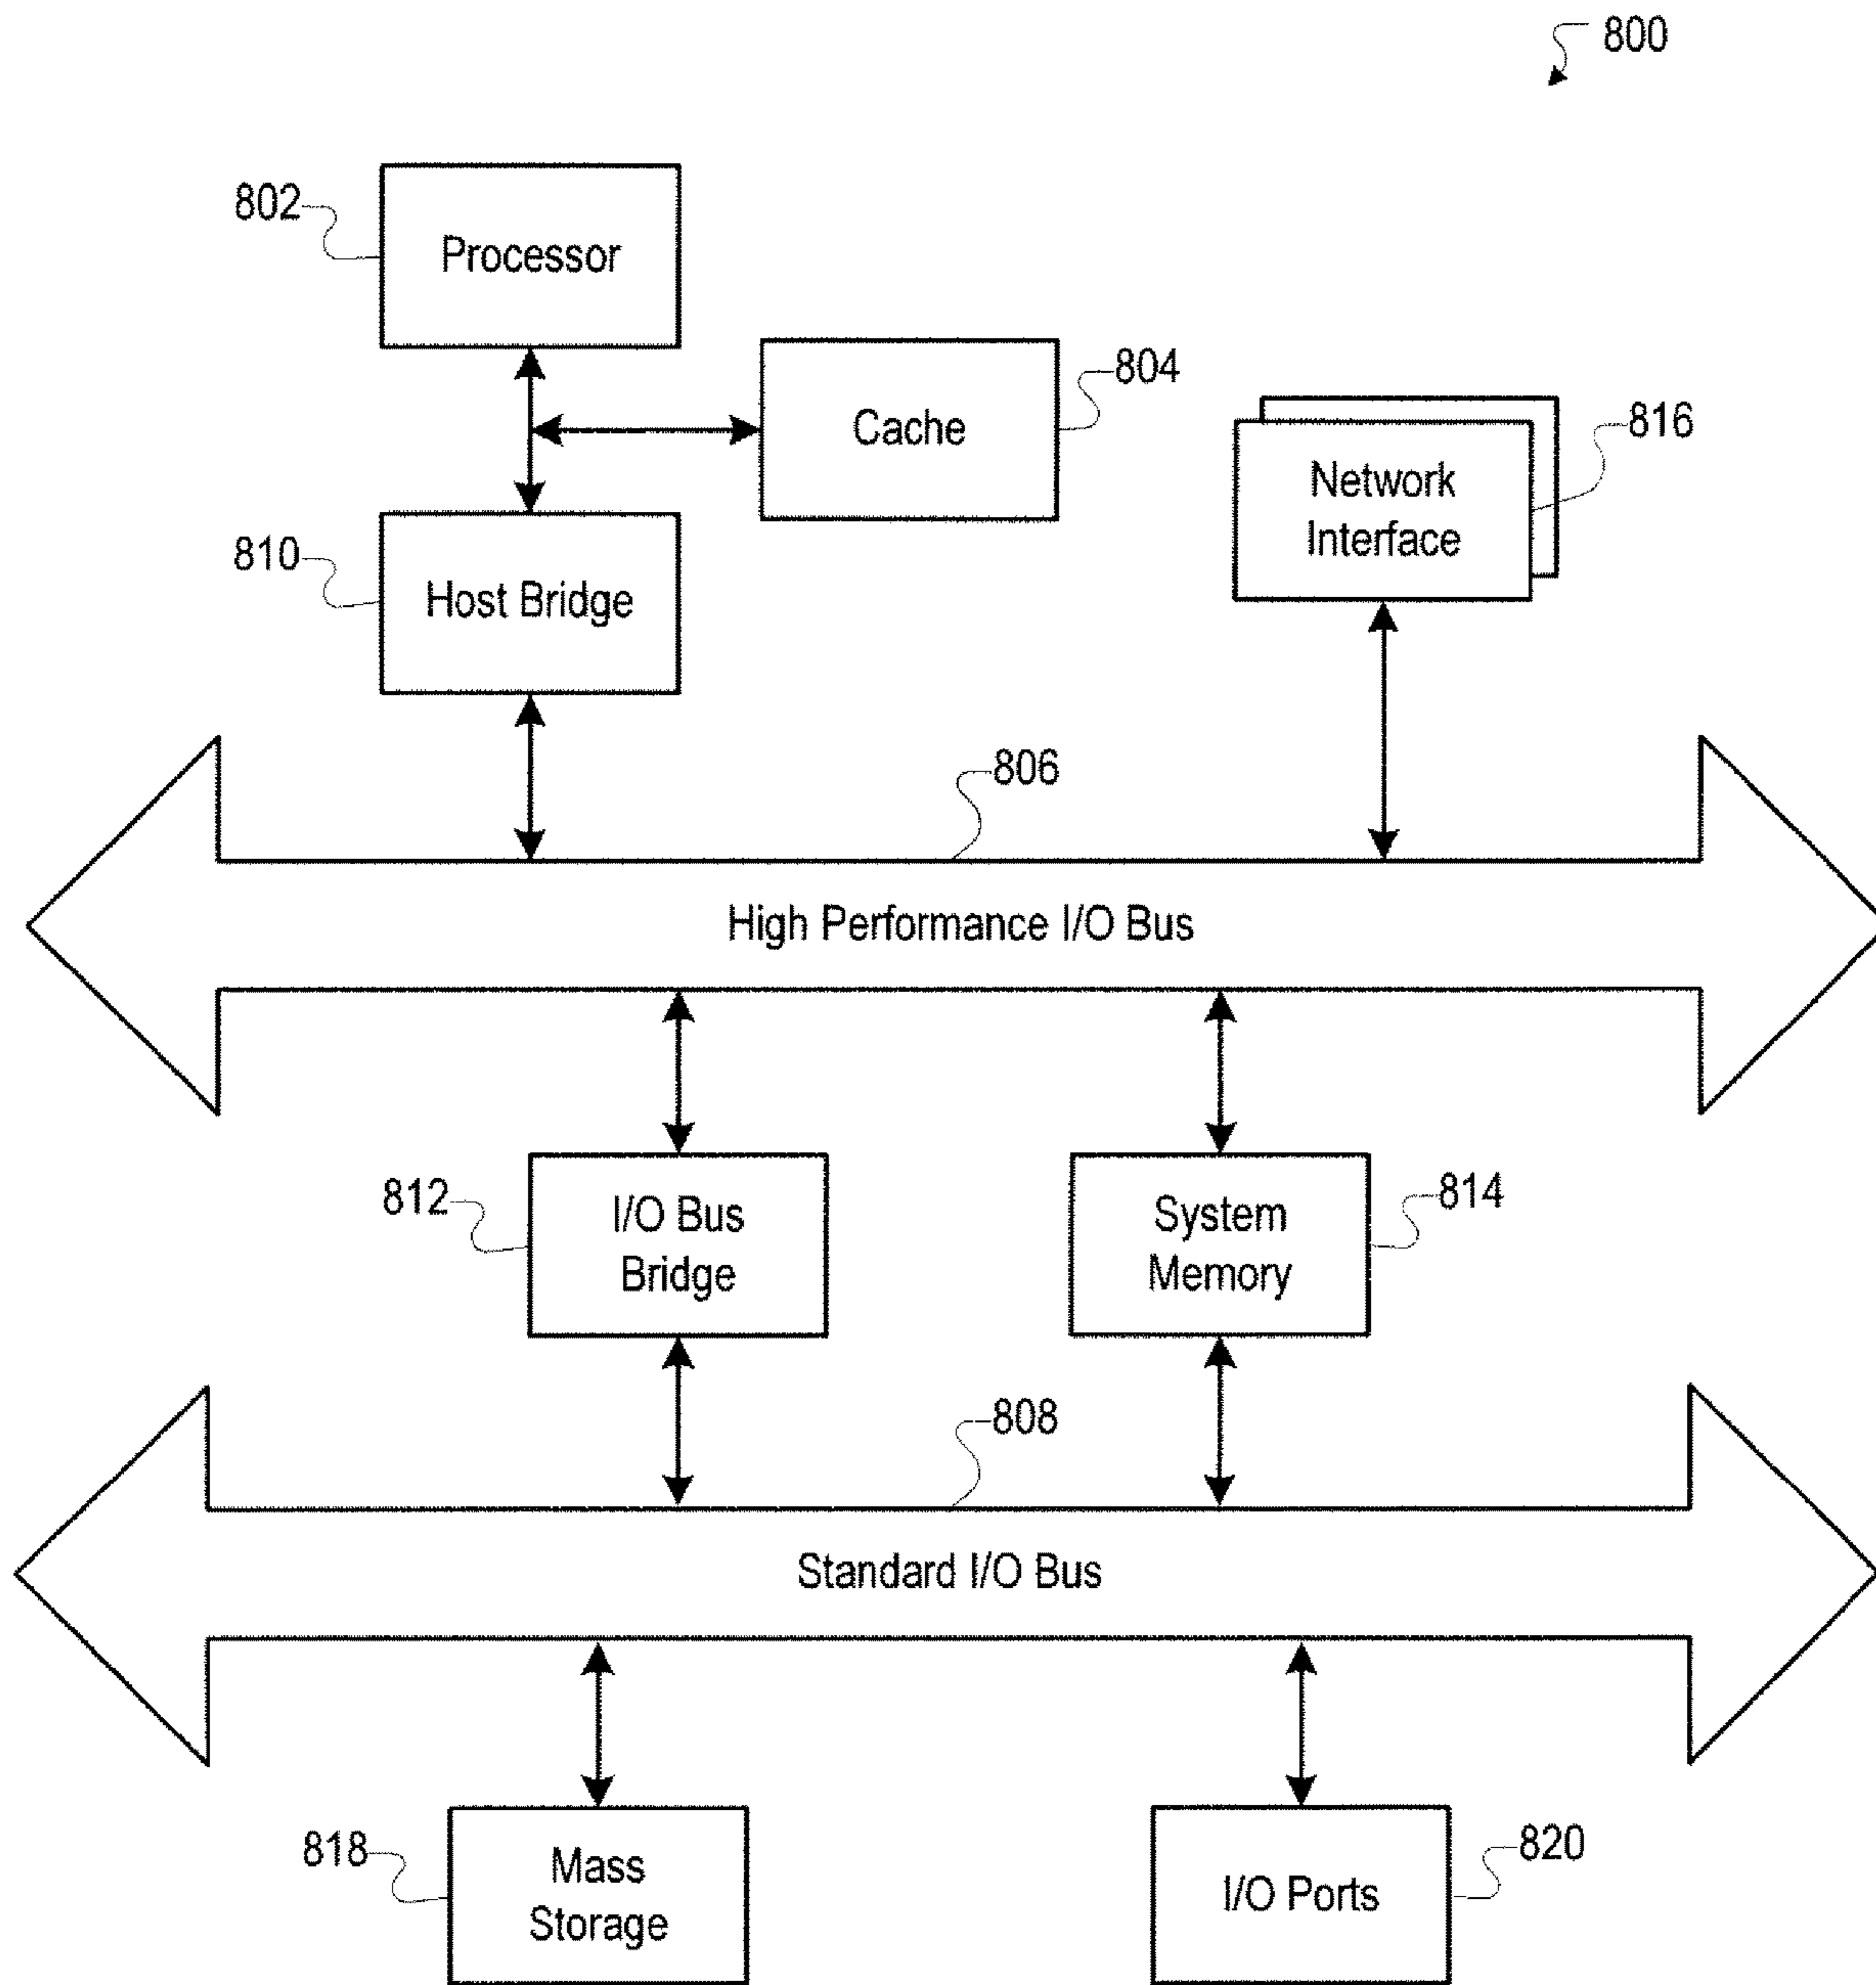 800
802
Processor
804
Cache
816
Network
Interface
810
Host Bridge
806
High Performance I/O Bus
812
I/O Bus
Bridge
System
Memory
814
808
Standard I/O Bus
818
Mass
Storage
I/O Ports
820